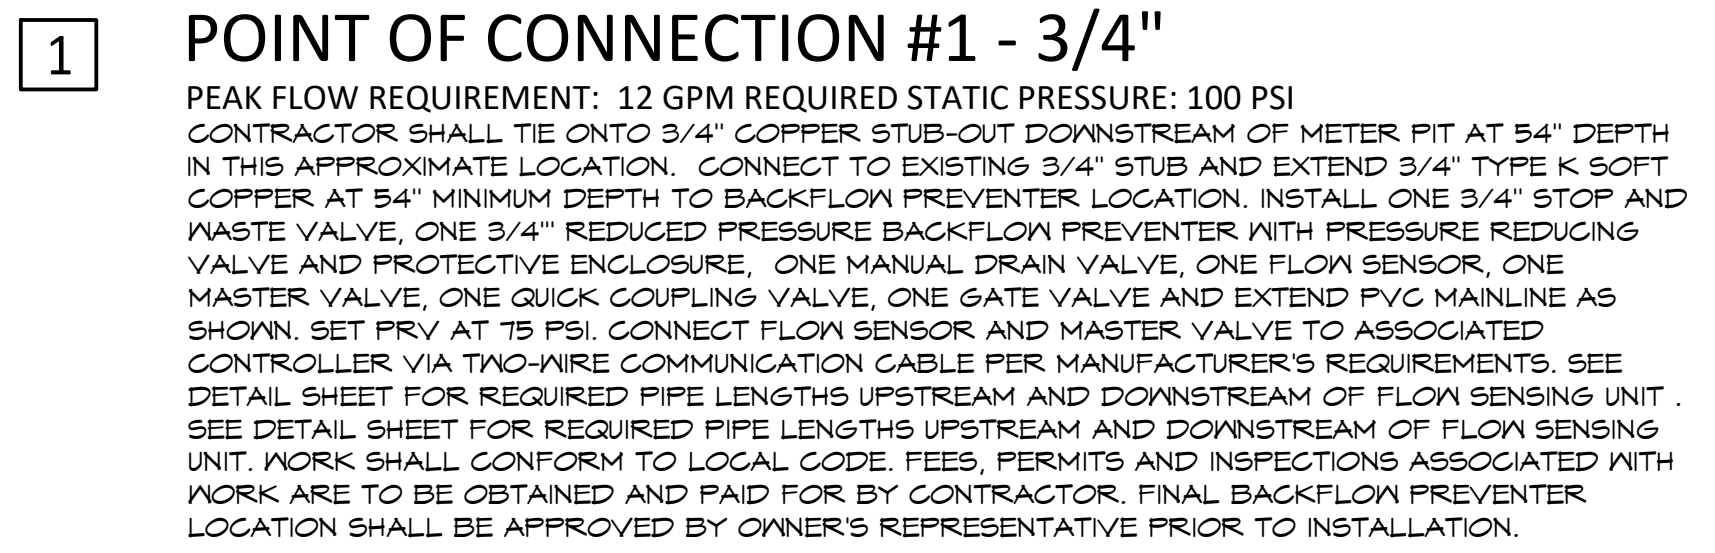 1
POINT OF CONNECTION #1 - 3/4"
PEAK FLOW REQUIREMENT:  12 GPM REQUIRED STATIC PRESSURE: 100 PSI
CONTRACTOR SHALL TIE ONTO 3/4" COPPER STUB-OUT DOWNSTREAM OF METER PIT AT 54" DEPTH
IN THIS APPROXIMATE LOCATION.  CONNECT TO EXISTING 3/4" STUB AND EXTEND 3/4" TYPE K SOFT
COPPER AT 54" MINIMUM DEPTH TO BACKFLOW PREVENTER LOCATION. INSTALL ONE 3/4" STOP AND
WASTE VALVE, ONE 3/4"' REDUCED PRESSURE BACKFLOW PREVENTER WITH PRESSURE REDUCING
VALVE AND PROTECTIVE ENCLOSURE,  ONE MANUAL DRAIN VALVE, ONE FLOW SENSOR, ONE
MASTER VALVE, ONE QUICK COUPLING VALVE, ONE GATE VALVE AND EXTEND PVC MAINLINE AS
SHOWN. SET PRV AT 75 PSI. CONNECT FLOW SENSOR AND MASTER VALVE TO ASSOCIATED
CONTROLLER VIA TWO-WIRE COMMUNICATION CABLE PER MANUFACTURER'S REQUIREMENTS. SEE
DETAIL SHEET FOR REQUIRED PIPE LENGTHS UPSTREAM AND DOWNSTREAM OF FLOW SENSING UNIT .
SEE DETAIL SHEET FOR REQUIRED PIPE LENGTHS UPSTREAM AND DOWNSTREAM OF FLOW SENSING
UNIT. WORK SHALL CONFORM TO LOCAL CODE. FEES, PERMITS AND INSPECTIONS ASSOCIATED WITH
WORK ARE TO BE OBTAINED AND PAID FOR BY CONTRACTOR. FINAL BACKFLOW PREVENTER
LOCATION SHALL BE APPROVED BY OWNER'S REPRESENTATIVE PRIOR TO INSTALLATION.